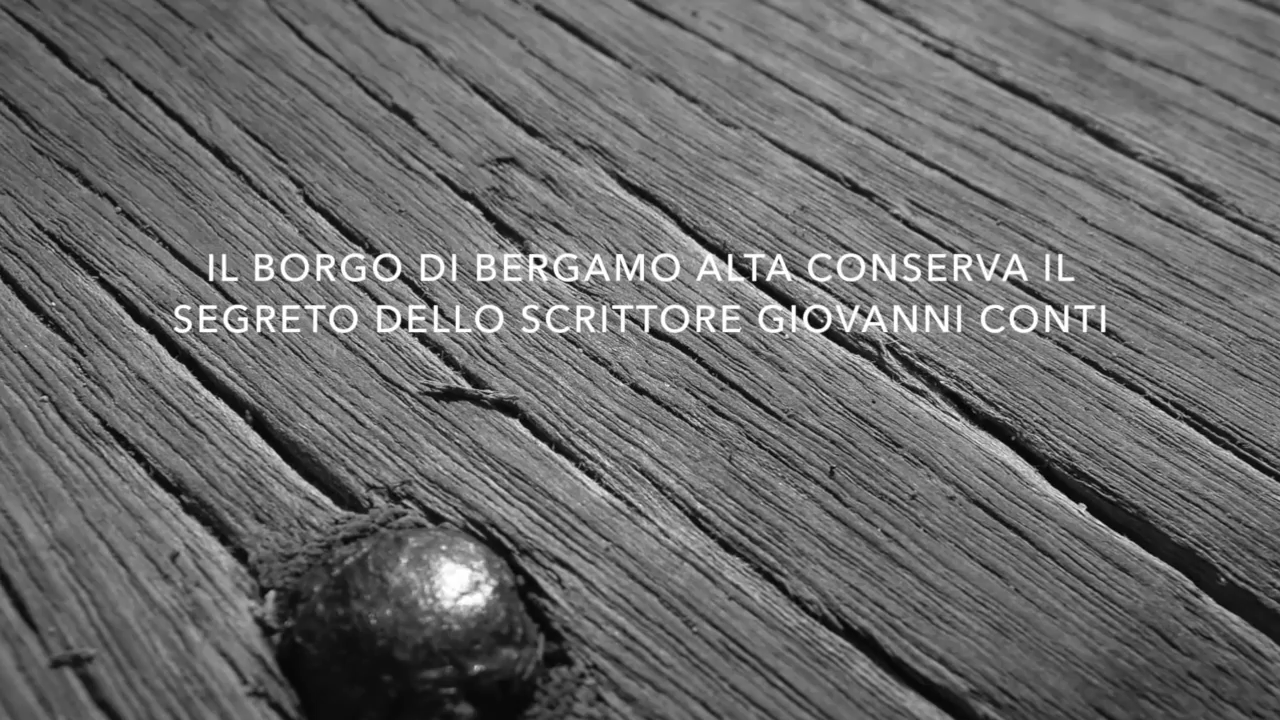 IL BORGO DI BERGAMO ALTA CONSERVA IL
SEGRETO DELLO SCRITTORE GIOVANNI CONTI